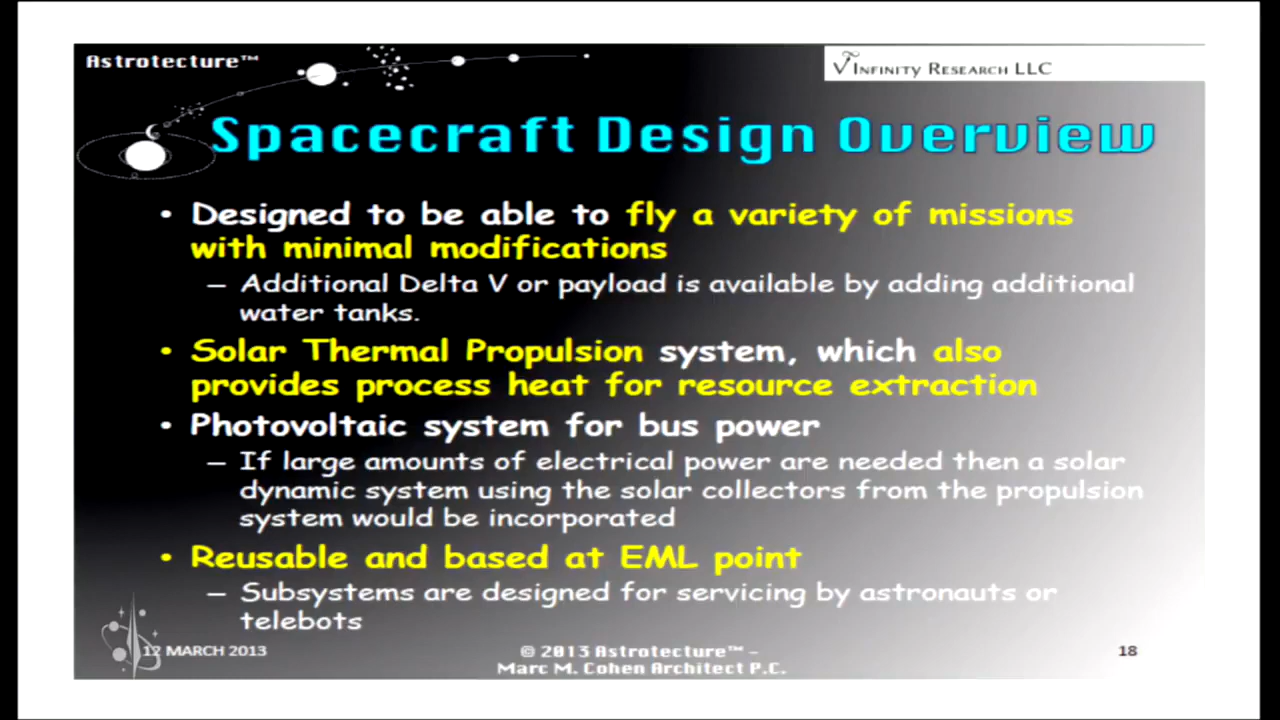 Astrotecture™
VINFINITY RESEARCH LLC
Spacecraft Design Overview
• Designed to be able to fly a variety of missions
with minimal modifications
– Additional Delta V or payload is available by adding additional
water tanks.
• Solar Thermal Propulsion system, which also
provides process heat for resource extraction
• Photovoltaic system for bus power
– If large amounts of electrical power are needed then a solar
dynamic system using the solar collectors from the propulsion
system would be incorporated
• Reusable and based at EML point
– Subsystems are designed for servicing by astronauts or
telebots
12 MARCH 2013
© 2013 Astrotecture™ –
Marc M. Cohen Architect P.C.
18